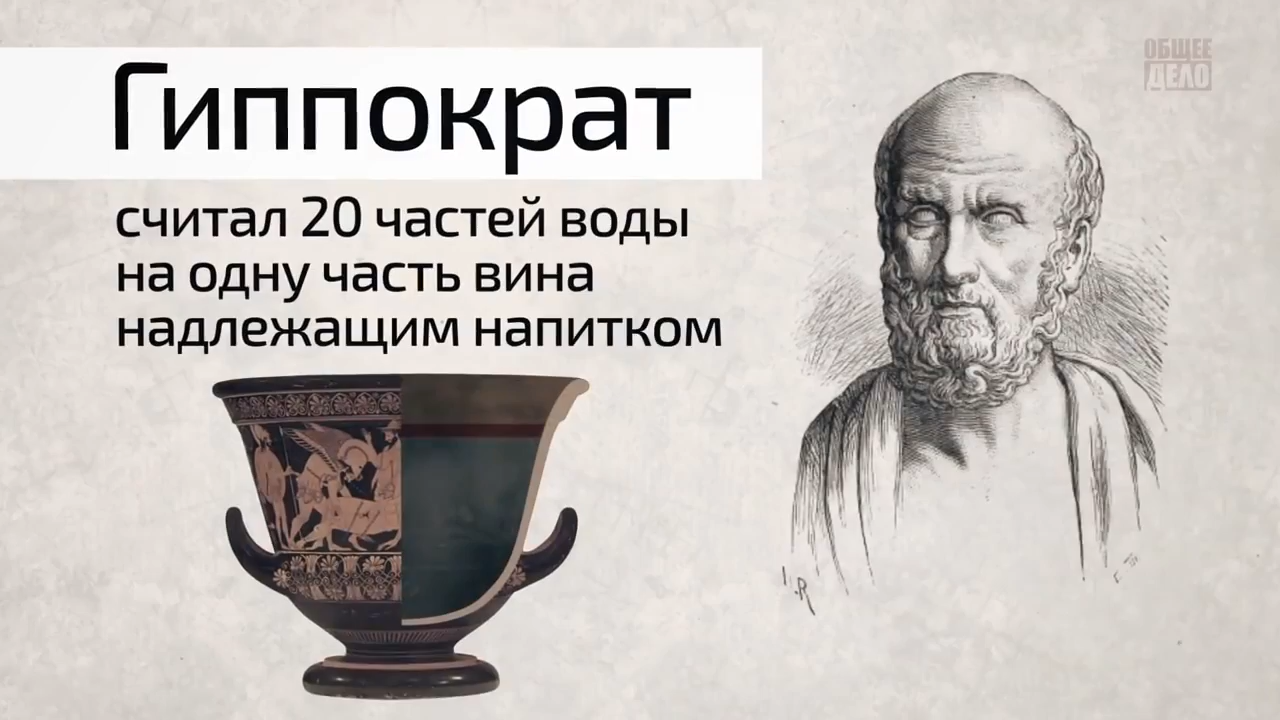 ОБЩЕЕ
ДЕЛО
Гиппократ
считал 20 частей воды
на одну часть вина
надлежащим напитком